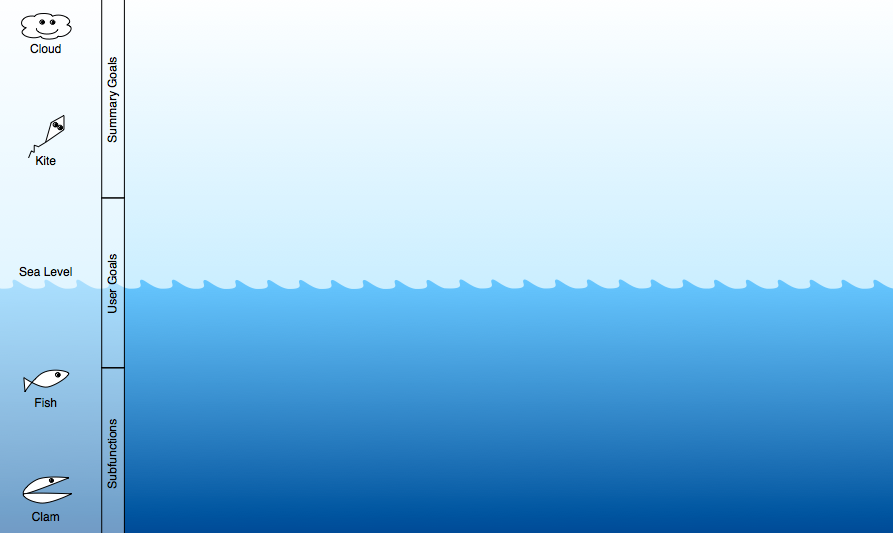 Cloud
Summary Goals
Kite
Sea Level
User Goals
Fish
Subfunctions
Clam